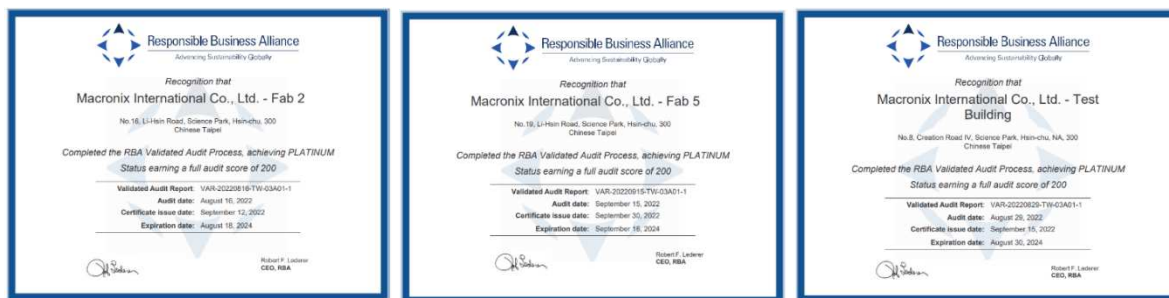 Responsible Business Alliance
Advancing Sustainability Globally
Recognition that
Macronix International Co., Ltd. - Fab 2
No.16, Li-Hsin Road, Science Park, Hsin-chu, 300
Chinese Taipei
Completed the RBA Validated Audit Process, achieving PLATINUM
Status earning a full audit score of 200
Validated Audit Report: VAR-20220816-TW-03A01-1
Audit date: August 16, 2022
Certificate issue date: September 12, 2022
Expiration date: August 18, 2024
Robert F. Lederer
CEO, RBA
Responsible Business Alliance
Advancing Sustainability Globally
Recognition that
Macronix International Co., Ltd. - Fab 5
No.19, Li-Hsin Road, Science Park, Hsin-chu, 300
Chinese Taipei
Completed the RBA Validated Audit Process, achieving PLATINUM
Status earning a full audit score of 200
Validated Audit Report: VAR-20220915-TW-03A01-1
Audit date: September 15, 2022
Certificate issue date: September 30, 2022
Expiration date: September 16, 2024
Robert F. Lederer
CEO, RBA
Responsible Business Alliance
Advancing Sustainability Globally
Recognition that
Macronix International Co., Ltd. - Test
Building
No.8, Creation Road IV, Science Park, Hsin-chu, NA, 300
Chinese Taipei
Completed the RBA Validated Audit Process, achieving PLATINUM
Status earning a full audit score of 200
Validated Audit Report: VAR-20220829-TW-03A01-1
Audit date: August 29, 2022
Certificate issue date: September 15, 2022
Expiration date: August 30, 2024
Robert F. Lederer
CEO, RBA